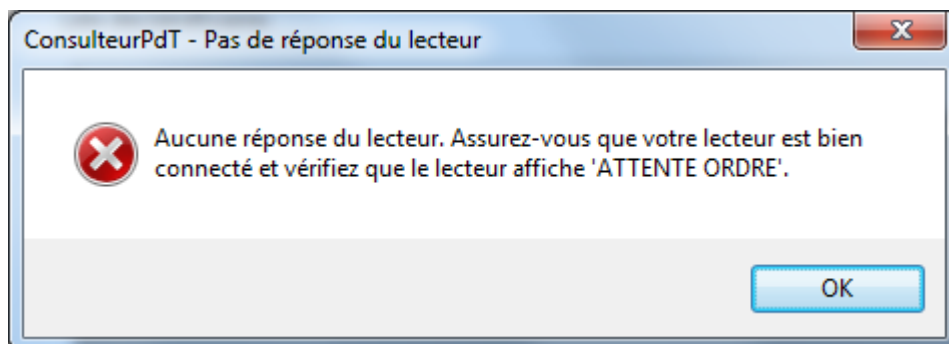 ConsulteurPdT - Pas de réponse du lecteur
Aucune réponse du lecteur. Assurez-vous que votre lecteur est bien
connecté et vérifiez que le lecteur affiche 'ATTENTE ORDRE'.
OK